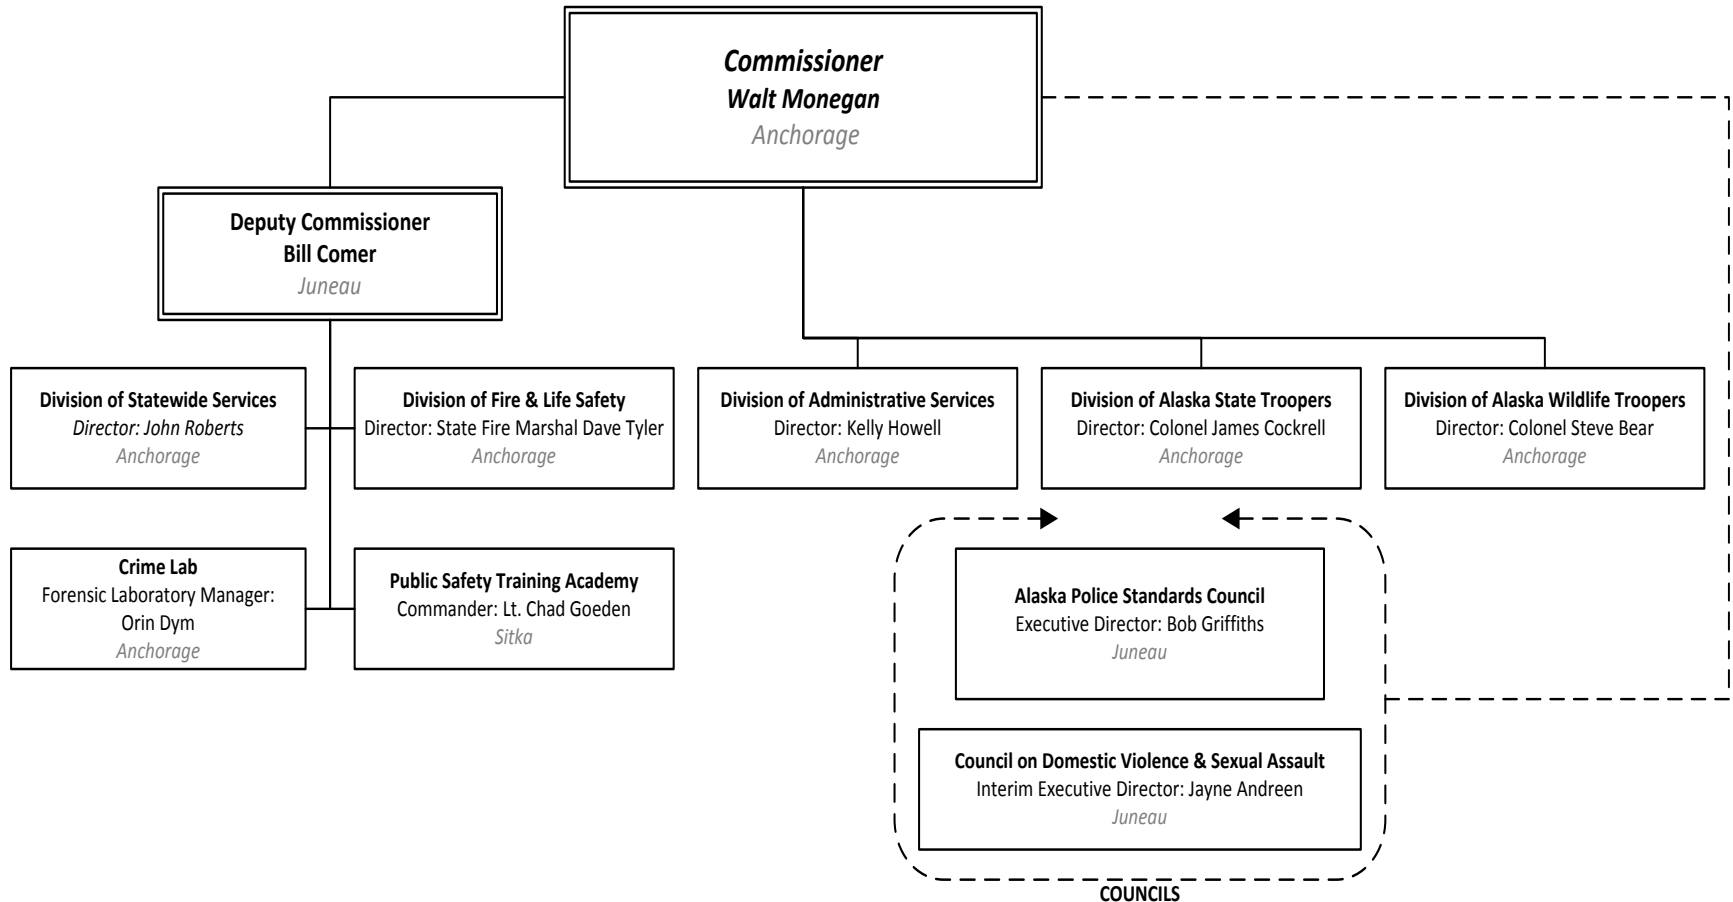 Commissioner
Walt Monegan
Anchorage
Deputy Commissioner
Bill Comer
Juneau
Division of Statewide Services
Director: John Roberts
Anchorage
Division of Fire & Life Safety
Director: State Fire Marshal Dave Tyler
Anchorage
Division of Administrative Services
Director: Kelly Howell
Anchorage
Division of Alaska State Troopers
Director: Colonel James Cockrell
Anchorage
Division of Alaska Wildlife Troopers
Director: Colonel Steve Bear
Anchorage
Crime Lab
Forensic Laboratory Manager:
Orin Dym
Anchorage
Public Safety Training Academy
Commander: Lt. Chad Goeden
Sitka
Alaska Police Standards Council
Executive Director: Bob Griffiths
Juneau
Council on Domestic Violence & Sexual Assault
Interim Executive Director: Jayne Andreen
Juneau
COUNCILS